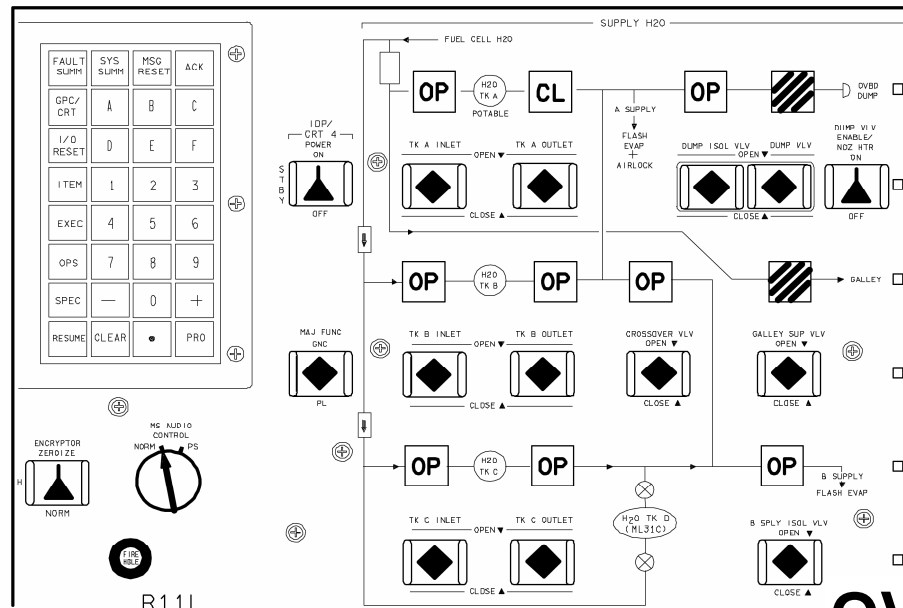 SUPPLY H2O
FUEL CELL H2O
FAULT SUMM
SYS SUMM
MSG RESET
ACK
GPC/ CRT
A
B
C
I/O RESET
D
E
F
ITEM
1
2
3
EXEC
4
5
6
OPS
7
8
9
SPEC
—
0
+
RESUME
CLEAR
•
PRO
IDP/
CRT 4
POWER
ON
STBY
OFF
MAJ FUNC
GNC
PL
ENCRYPTOR
ZEROIZE
H
NORM
MS AUDIO
CONTROL
NORM
PS
FIRE
HOLE
R11L
OP
H2O
TK A
POTABLE
CL
A SUPPLY
FLASH
EVAP
+
AIRLOCK
OP
OVBD
DUMP
TK A INLET
TK A OUTLET
OPEN ▼
CLOSE ▲
DUMP ISOL VLV
DUMP VLV
OPEN ▼
CLOSE ▲
DUMP VLV
ENABLE/
NOZ HTR
ON
OFF
OP
H2O
TK B
OP
OP
GALLEY
TK B INLET
TK B OUTLET
OPEN ▼
CLOSE ▲
CROSSOVER VLV
OPEN ▼
CLOSE ▲
GALLEY SUP VLV
OPEN ▼
CLOSE ▲
OP
H2O
TK C
OP
OP
B SUPPLY
FLASH EVAP
H2O TK D
(ML31C)
TK C INLET
TK C OUTLET
OPEN ▼
CLOSE ▲
B SPLY ISOL VLV
OPEN ▼
CLOSE ▲